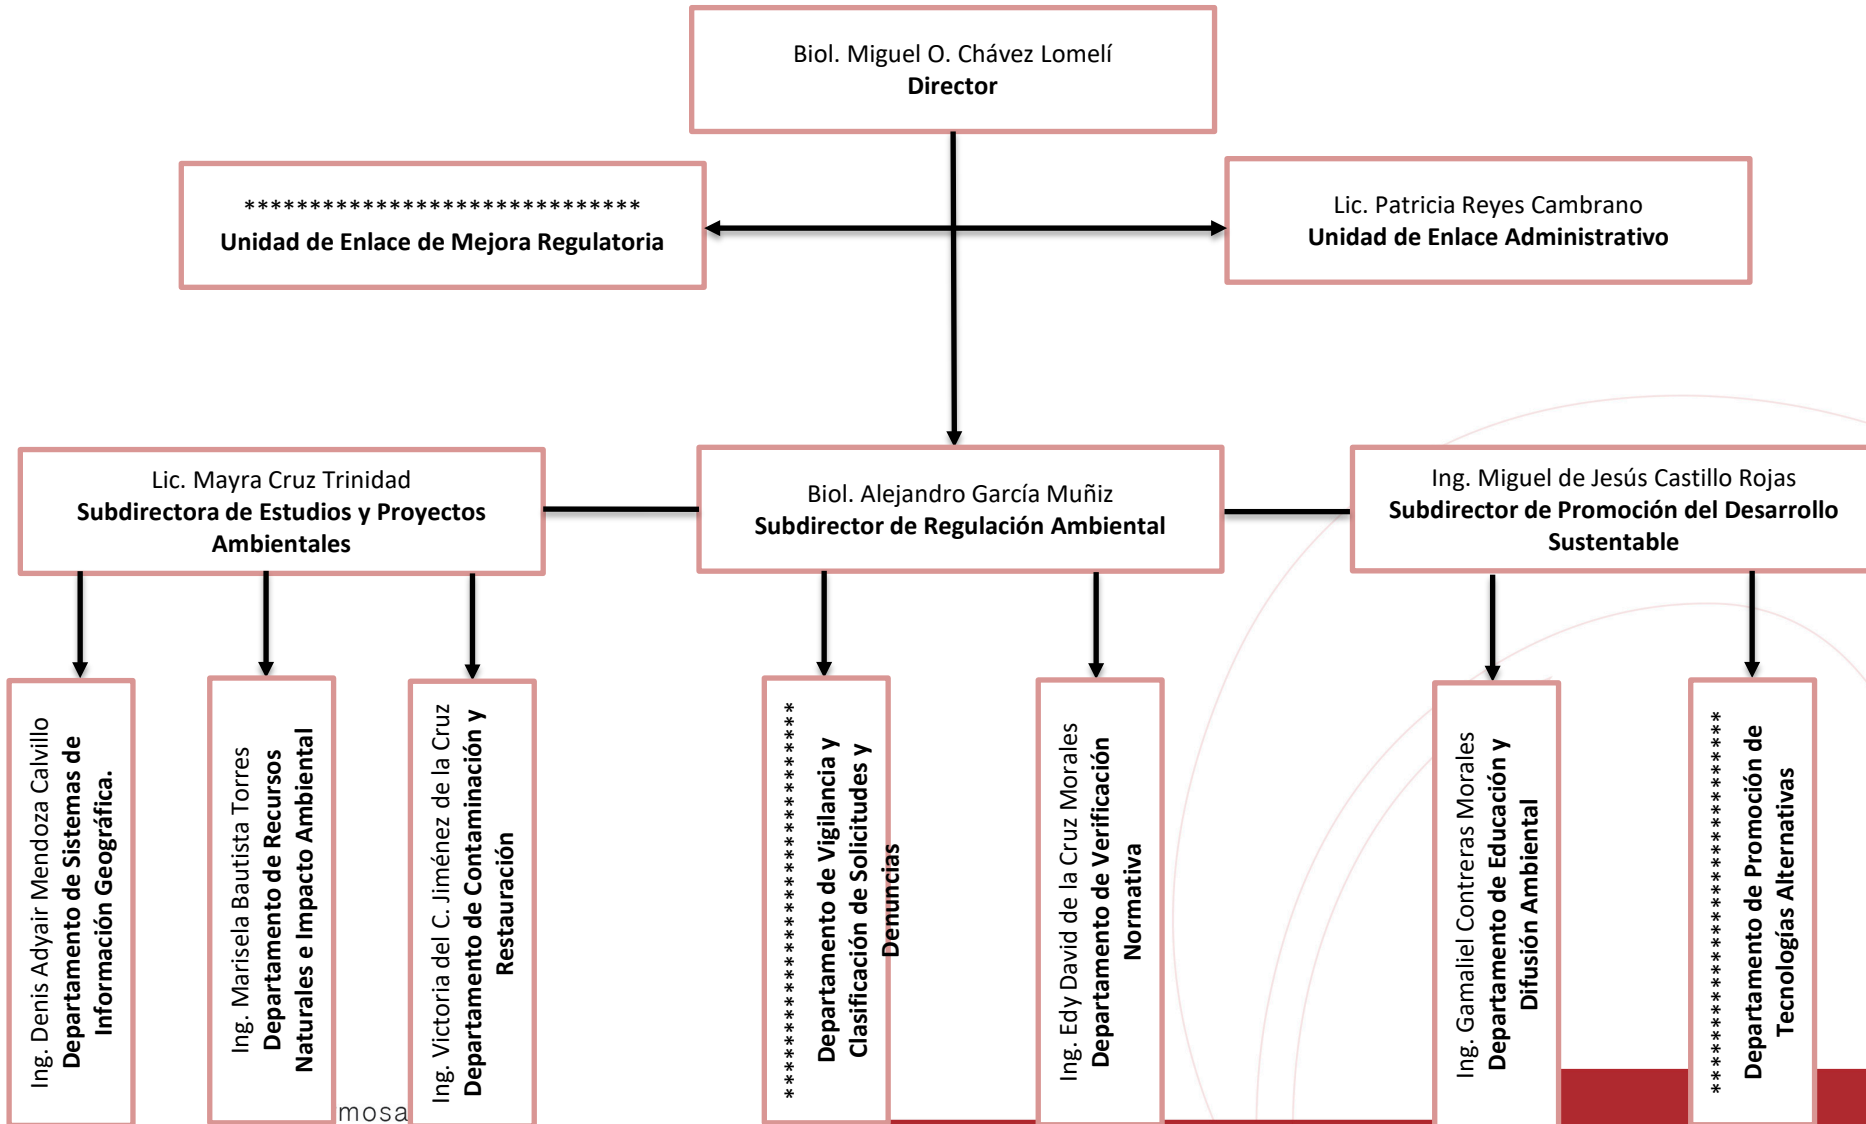 Biol. Miguel O. Chávez Lomelí
Director
******************************
Unidad de Enlace de Mejora Regulatoria
Lic. Patricia Reyes Cambrano
Unidad de Enlace Administrativo
Lic. Mayra Cruz Trinidad
Subdirectora de Estudios y Proyectos
Ambientales
Biol. Alejandro García Muñiz
Subdirector de Regulación Ambiental
Ing. Miguel de Jesús Castillo Rojas
Subdirector de Promoción del Desarrollo
Sustentable
Ing. Denis Adyair Mendoza Calvillo
Departamento de Sistemas de
Información Geográfica.
Ing. Marisela Bautista Torres
Departamento de Recursos
Naturales e Impacto Ambiental
Ing. Victoria del C. Jiménez de la Cruz
Departamento de Contaminación y
Restauración
******************************
Departamento de Vigilancia y
Clasificación de Solicitudes y
Denuncias
Ing. Edy David de la Cruz Morales
Departamento de Verificación
Normativa
Ing. Gamaliel Contreras Morales
Departamento de Educación y
Difusión Ambiental
******************************
Departamento de Promoción de
Tecnologías Alternativas
mosa